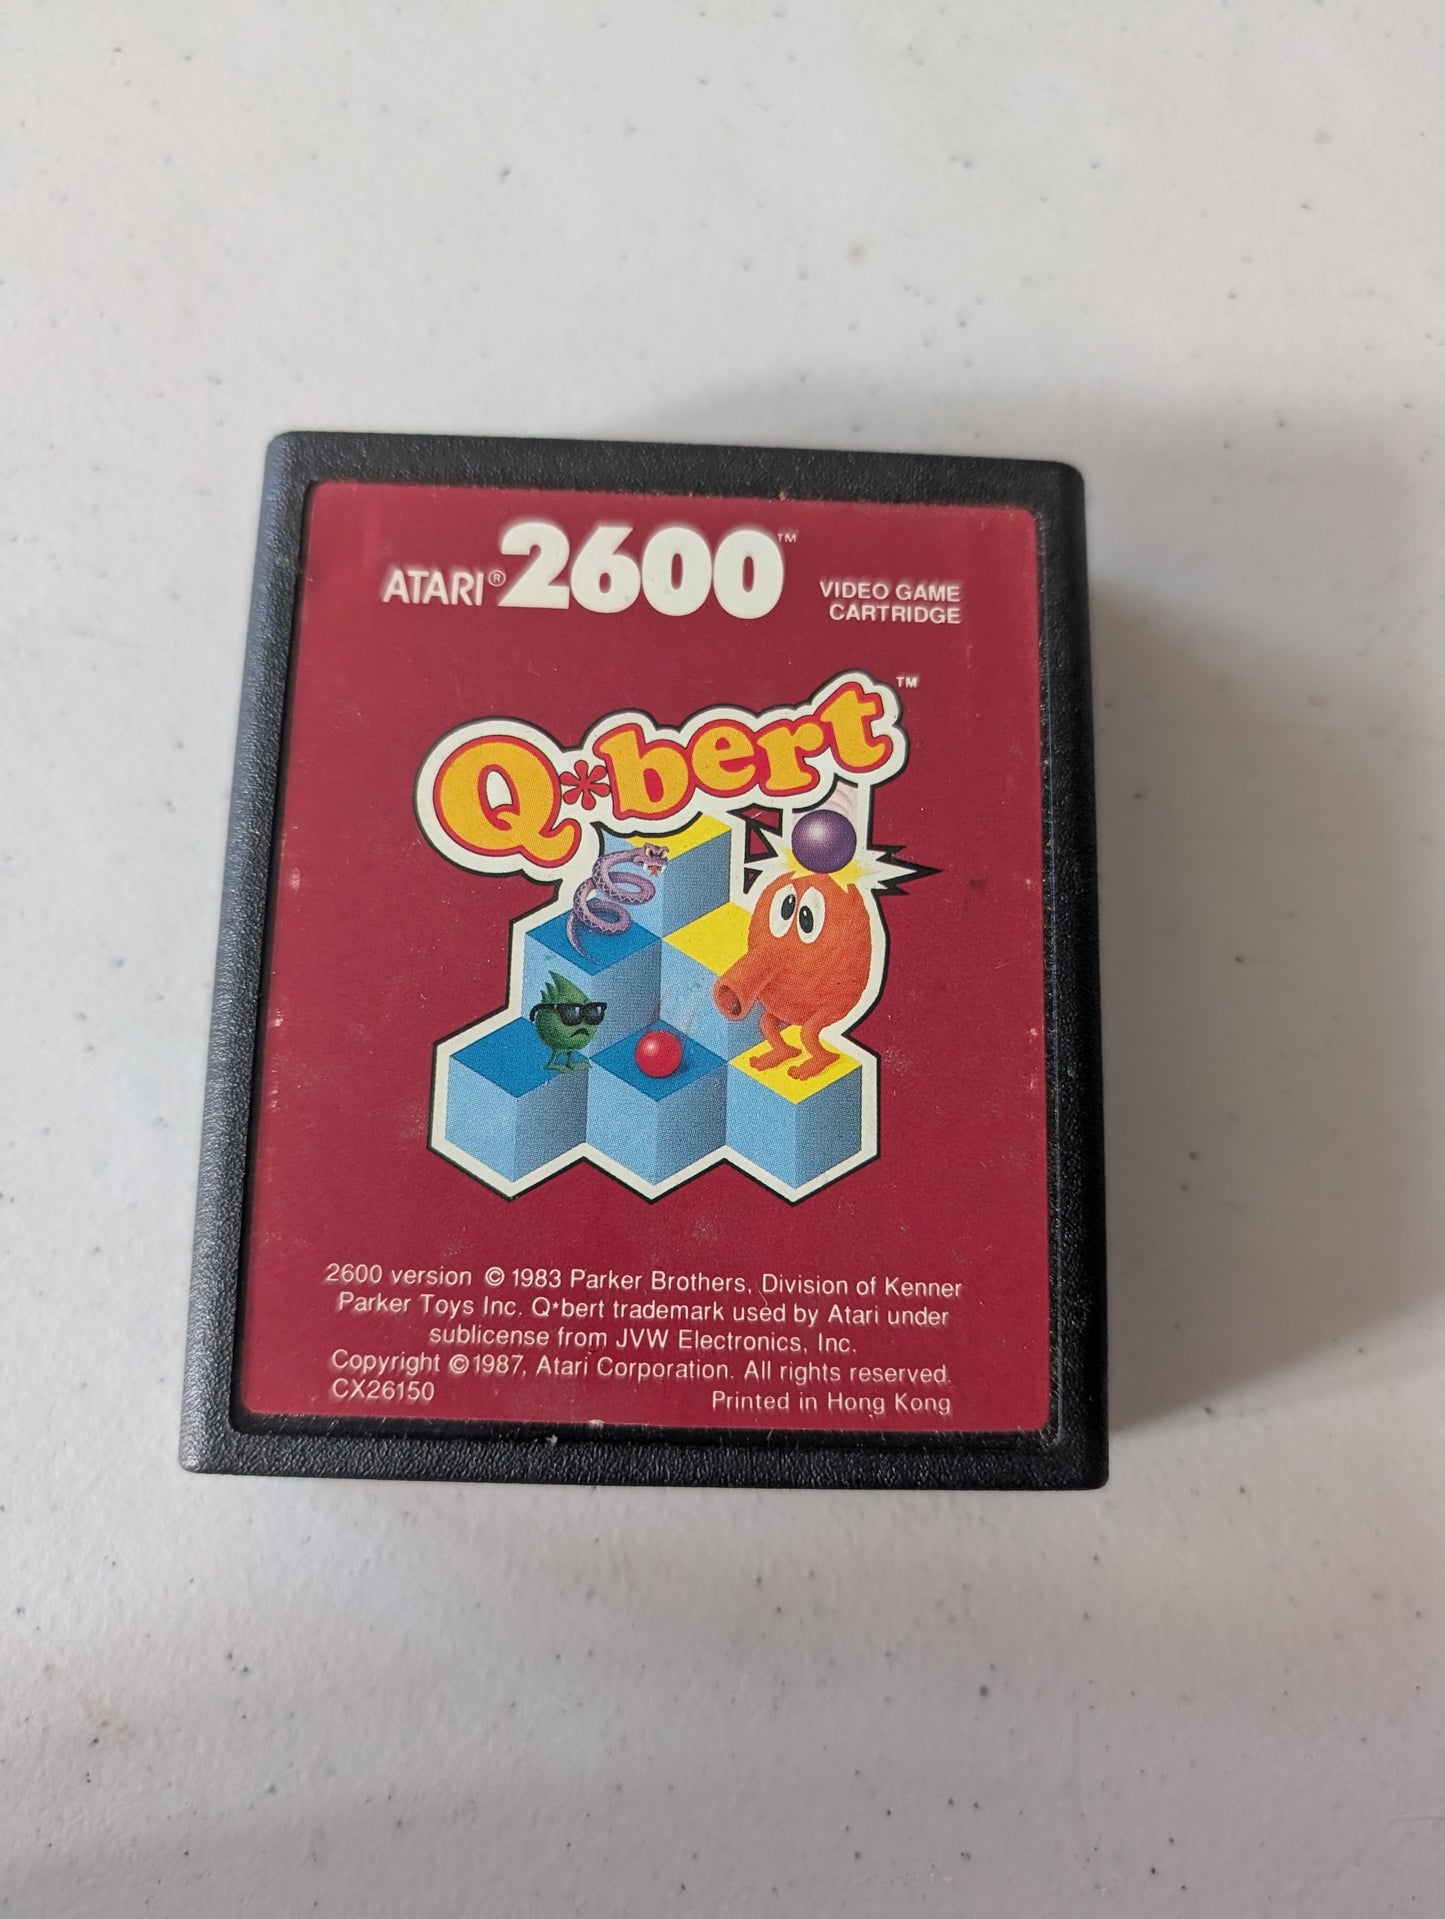 ATARI® 2600™ VIDEO GAME
CARTRIDGE
Q*bert™
2600 version © 1983 Parker Brothers, Division of Kenner
Parker Toys Inc. Q*bert trademark used by Atari under
sublicense from JVW Electronics, Inc.
Copyright ©1987, Atari Corporation. All rights reserved.
CX26150 Printed in Hong Kong